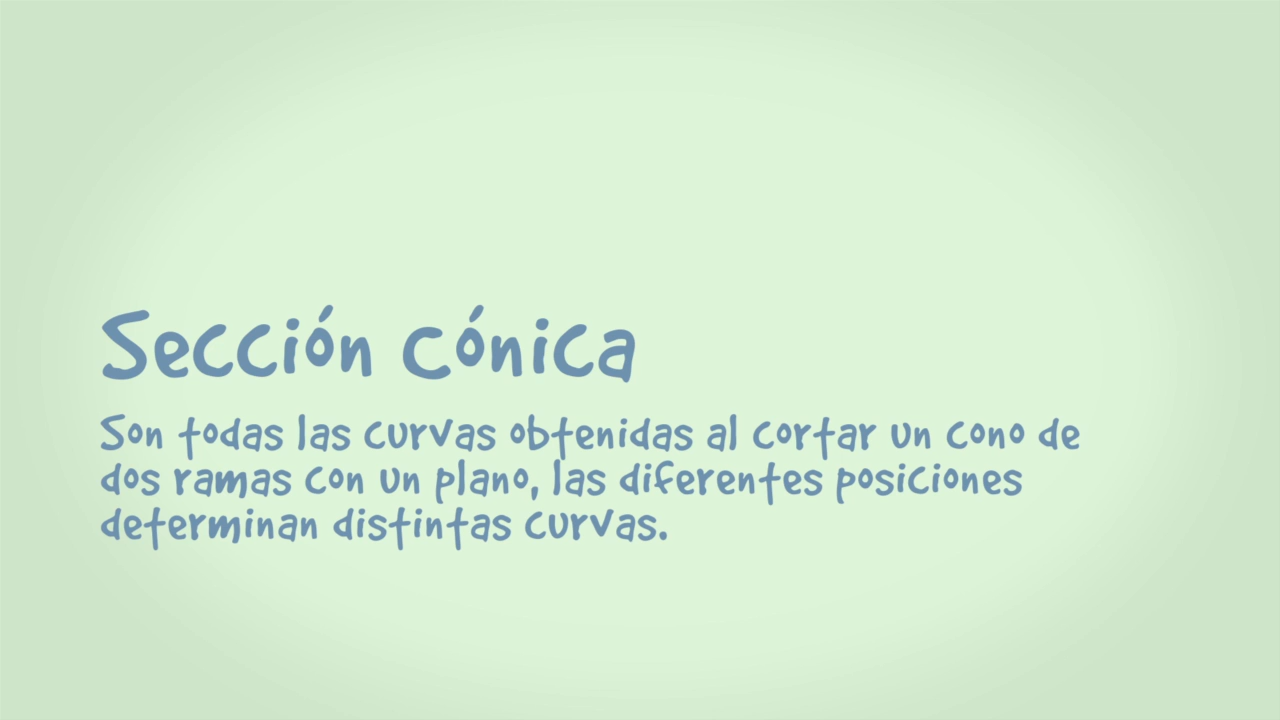 Sección cónica
Son todas las curvas obtenidas al cortar un cono de
dos ramas con un plano, las diferentes posiciones
determinan distintas curvas.